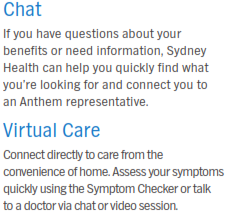 Chat
If you have questions about your
benefits or need information, Sydney
Health can help you quickly find what
you're looking for and connect you to
an Anthem representative.
Virtual Care
Connect directly to care from the
convenience of home. Assess your symptoms
quickly using the Symptom Checker or talk
to a doctor via chat or video session.